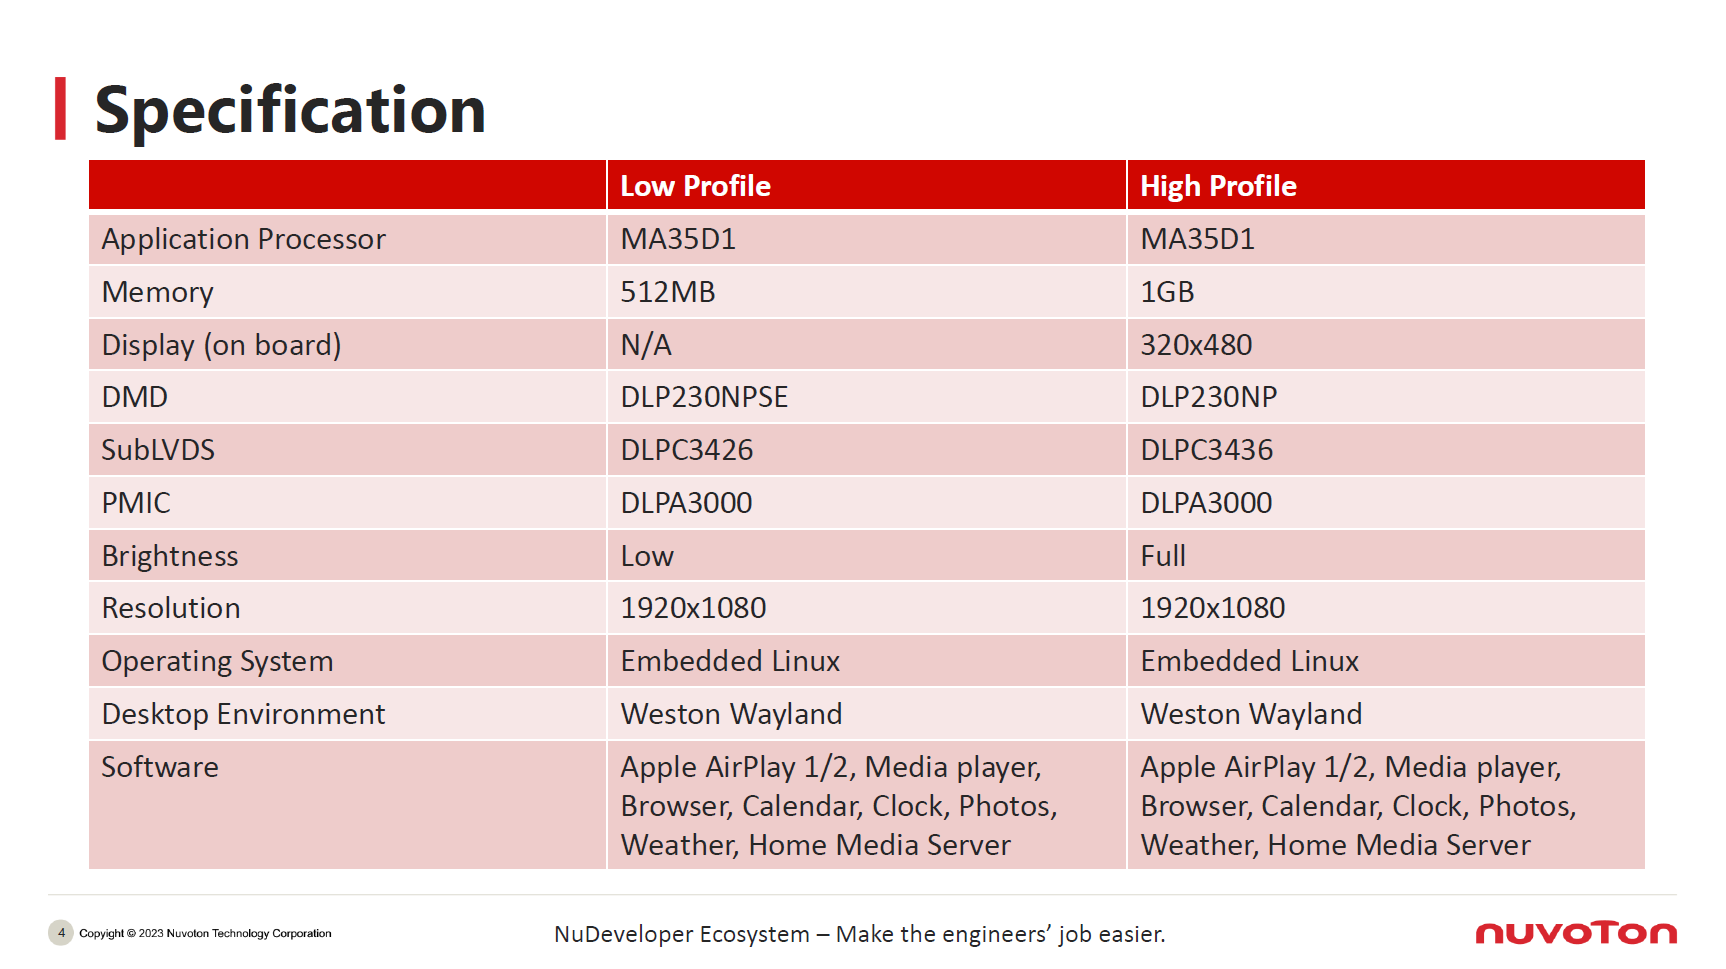 Specification
Low Profile High Profile
Application Processor MA35D1 MA35D1
Memory 512MB 1GB
Display (on board) N/A 320x480
DMD DLP230NPSE DLP230NP
SubLVDS DLPC3426 DLPC3436
PMIC DLPA3000 DLPA3000
Brightness Low Full
Resolution 1920x1080 1920x1080
Operating System Embedded Linux Embedded Linux
Desktop Environment Weston Wayland Weston Wayland
Software Apple AirPlay 1/2, Media player, Apple AirPlay 1/2, Media player,
Browser, Calendar, Clock, Photos, Browser, Calendar, Clock, Photos,
Weather, Home Media Server Weather, Home Media Server
4 Copyright © 2023 Nuvoton Technology Corporation NuDeveloper Ecosystem – Make the engineers’ job easier. nuvoTon